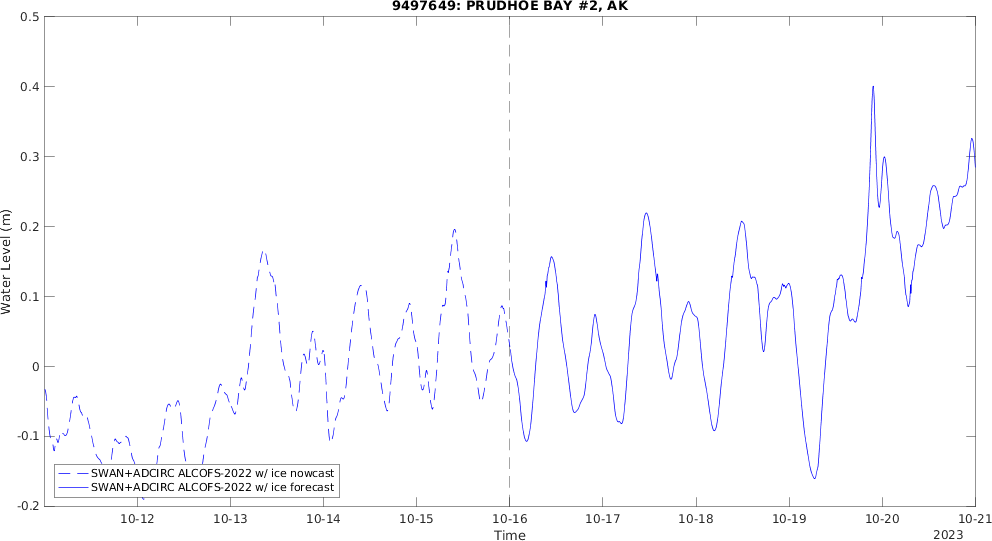 9497649: PRUDHOE BAY #2, AK
0.5
0.4
0.3
0.2
0.1
0
-0.1
-0.2
Water Level (m)
SWAN+ADCIRC ALCOFS-2022 w/ ice nowcast
SWAN+ADCIRC ALCOFS-2022 w/ ice forecast
10-12 10-13 10-14 10-15 10-16 10-17 10-18 10-19 10-20 10-21
Time
2023